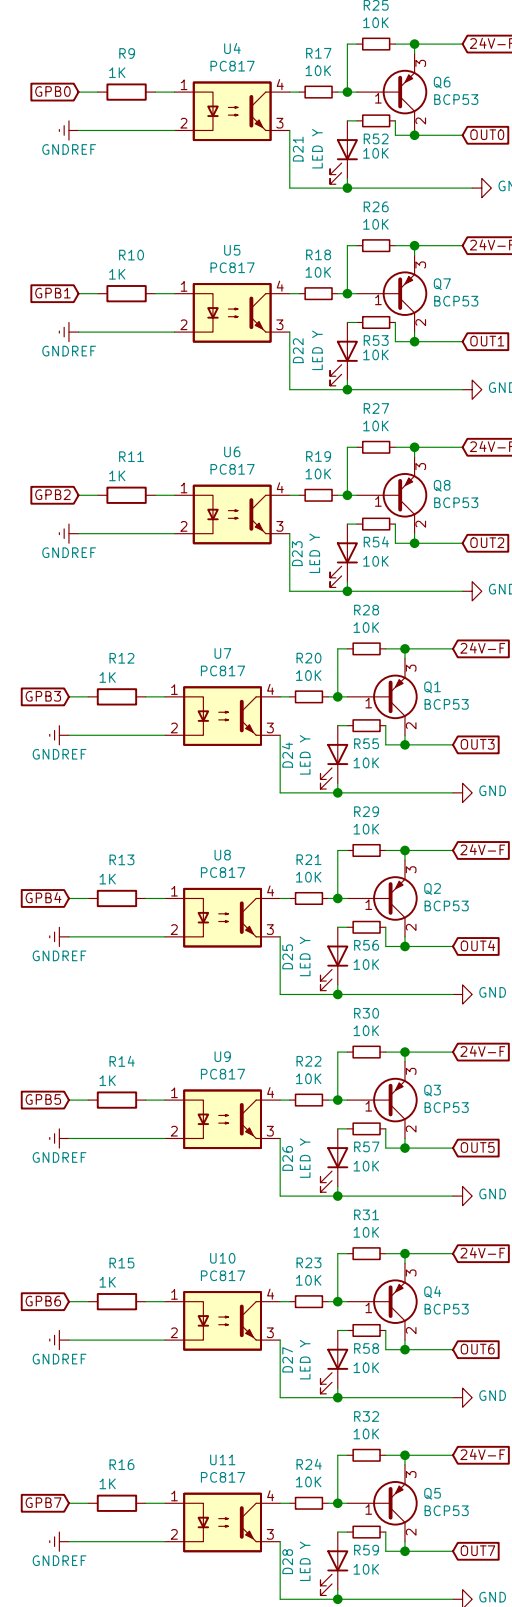 R25
10K
24V-F
R9
1K
U4
PC817
R17
10K
3
Q6
BCP53
GPB0
1
4
1
2
GNDREF
2
3
D21
LED Y
R52
10K
OUT0
R26
10K
24V-F
R10
1K
U5
PC817
R18
10K
3
Q7
BCP53
GPB1
1
4
1
2
GNDREF
2
3
D22
LED Y
R53
10K
OUT1
GND
R27
10K
24V-F
R11
1K
U6
PC817
R19
10K
3
Q8
BCP53
GPB2
1
4
1
2
GNDREF
2
3
D23
LED Y
R54
10K
OUT2
GND
R28
10K
24V-F
R12
1K
U7
PC817
R20
10K
3
Q1
BCP53
GPB3
1
4
1
2
GNDREF
2
3
D24
LED Y
R55
10K
OUT3
GND
R29
10K
24V-F
R13
1K
U8
PC817
R21
10K
3
Q2
BCP53
GPB4
1
4
1
2
GNDREF
2
3
D25
LED Y
R56
10K
OUT4
GND
R30
10K
24V-F
R14
1K
U9
PC817
R22
10K
3
Q3
BCP53
GPB5
1
4
1
2
GNDREF
2
3
D26
LED Y
R57
10K
OUT5
GND
R31
10K
24V-F
R15
1K
U10
PC817
R23
10K
3
Q4
BCP53
GPB6
1
4
1
2
GNDREF
2
3
D27
LED Y
R58
10K
OUT6
GND
R32
10K
24V-F
R16
1K
U11
PC817
R24
10K
3
Q5
BCP53
GPB7
1
4
1
2
GNDREF
2
3
D28
LED Y
R59
10K
OUT7
GND